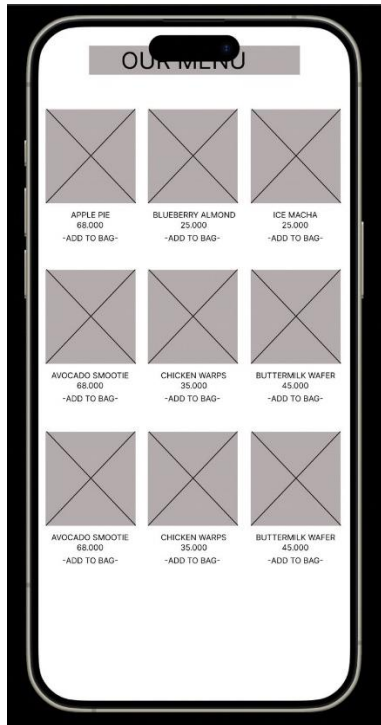 OUR MENU
APPLE PIE
68.000
-ADD TO BAG-
BLUEBERRY ALMOND
25.000
-ADD TO BAG-
ICE MACHA
25.000
-ADD TO BAG-
AVOCADO SMOOTIE
68.000
-ADD TO BAG-
CHICKEN WARPS
35.000
-ADD TO BAG-
BUTTERMILK WAFER
45.000
-ADD TO BAG-
AVOCADO SMOOTIE
68.000
-ADD TO BAG-
CHICKEN WARPS
35.000
-ADD TO BAG-
BUTTERMILK WAFER
45.000
-ADD TO BAG-